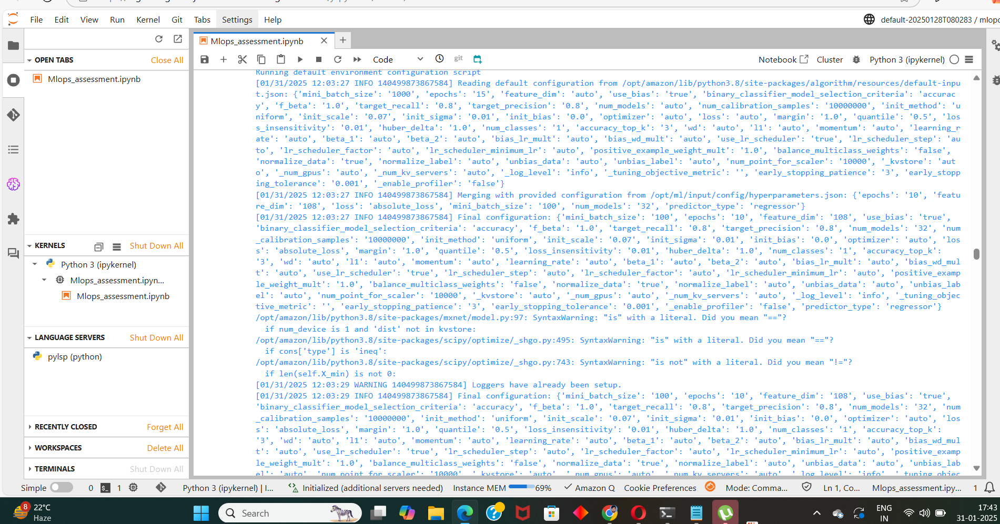 File Edit View Run Kernel Git Tabs Settings Help
default-20250128T080283 / mlopc
OPEN TABS Close All
Mlops_assessment.ipynb
KERNELS Shut Down All
Python 3 (ipykernel)
Mlops_assessment.ipyn...
Mlops_assessment.ipynb
LANGUAGE SERVERS Shut Down All
pylsp (python)
RECENTLY CLOSED Forget All
WORKSPACES Delete All
TERMINALS Shut Down All
Mlops_assessment.ipynb
Code git Notebook Cluster Python 3 (ipykernel)
Running default environment configuration script
[01/31/2025 12:03:27 INFO 140499873867584] Reading default configuration from /opt/amazon/lib/python3.8/site-packages/algorithm/resources/default-inpu
t.json: {'mini_batch_size': '1000', 'epochs': '15', 'feature_dim': 'auto', 'use_bias': 'true', 'binary_classifier_model_selection_criteria': 'accurac
y', 'f_beta': '1.0', 'target_recall': '0.8', 'target_precision': '0.8', 'num_models': 'auto', 'num_calibration_samples': '10000000', 'init_method': 'u
niform', 'init_scale': '0.07', 'init_sigma': '0.01', 'init_bias': '0.0', 'optimizer': 'auto', 'loss': 'auto', 'margin': '1.0', 'quantile': '0.5', 'los
s_insensitivity': '0.01', 'huber_delta': '1.0', 'num_classes': '1', 'accuracy_top_k': '3', 'wd': 'auto', 'l1': 'auto', 'momentum': 'auto', 'learning_r
ate': 'auto', 'beta_1': 'auto', 'beta_2': 'auto', 'bias_lr_mult': 'auto', 'bias_wd_mult': 'auto', 'use_lr_scheduler': 'true', 'lr_scheduler_step': 'au
to', 'lr_scheduler_factor': 'auto', 'lr_scheduler_minimum_lr': 'auto', 'positive_example_weight_mult': '1.0', 'balance_multiclass_weights': 'false',
'normalize_data': 'true', 'normalize_label': 'auto', 'unbias_data': 'auto', 'unbias_label': 'auto', 'num_point_for_scaler': '10000', '_kvstore': 'aut
o', '_num_gpus': 'auto', '_num_kv_servers': 'auto', '_log_level': 'info', '_tuning_objective_metric': '', 'early_stopping_patience': '3', 'early_stopp
ing_tolerance': '0.001', '_enable_profiler': 'false'}
[01/31/2025 12:03:27 INFO 140499873867584] Merging with provided configuration from /opt/ml/input/config/hyperparameters.json: {'epochs': '10', 'featu
re_dim': '108', 'loss': 'absolute_loss', 'mini_batch_size': '100', 'num_models': '32', 'predictor_type': 'regressor'}
[01/31/2025 12:03:27 INFO 140499873867584] Final configuration: {'mini_batch_size': '100', 'epochs': '10', 'feature_dim': '108', 'use_bias': 'true',
'binary_classifier_model_selection_criteria': 'accuracy', 'f_beta': '1.0', 'target_recall': '0.8', 'target_precision': '0.8', 'num_models': '32', 'num
_calibration_samples': '10000000', 'init_method': 'uniform', 'init_scale': '0.07', 'init_sigma': '0.01', 'init_bias': '0.0', 'optimizer': 'auto', 'los
s': 'absolute_loss', 'margin': '1.0', 'quantile': '0.5', 'loss_insensitivity': '0.01', 'huber_delta': '1.0', 'num_classes': '1', 'accuracy_top_k':
'3', 'wd': 'auto', 'l1': 'auto', 'momentum': 'auto', 'learning_rate': 'auto', 'beta_1': 'auto', 'beta_2': 'auto', 'bias_lr_mult': 'auto', 'bias_wd_mul
t': 'auto', 'use_lr_scheduler': 'true', 'lr_scheduler_step': 'auto', 'lr_scheduler_factor': 'auto', 'lr_scheduler_minimum_lr': 'auto', 'positive_examp
le_weight_mult': '1.0', 'balance_multiclass_weights': 'false', 'normalize_data': 'true', 'normalize_label': 'auto', 'unbias_data': 'auto', 'unbias_lab
el': 'auto', 'num_point_for_scaler': '10000', '_kvstore': 'auto', '_num_gpus': 'auto', '_num_kv_servers': 'auto', '_log_level': 'info', '_tuning_objec
tive_metric': '', 'early_stopping_patience': '3', 'early_stopping_tolerance': '0.001', '_enable_profiler': 'false', 'predictor_type': 'regressor'}
/opt/amazon/lib/python3.8/site-packages/mxnet/model.py:97: SyntaxWarning: "is" with a literal. Did you mean "=="?
if num_device is 1 and 'dist' not in kvstore:
/opt/amazon/lib/python3.8/site-packages/scipy/optimize/_shgo.py:495: SyntaxWarning: "is" with a literal. Did you mean "=="?
if cons['type'] is 'ineq':
/opt/amazon/lib/python3.8/site-packages/scipy/optimize/_shgo.py:743: SyntaxWarning: "is not" with a literal. Did you mean "!="?
if len(self.X_min) is not 0:
[01/31/2025 12:03:29 WARNING 140499873867584] Loggers have already been setup.
[01/31/2025 12:03:29 INFO 140499873867584] Final configuration: {'mini_batch_size': '100', 'epochs': '10', 'feature_dim': '108', 'use_bias': 'true',
'binary_classifier_model_selection_criteria': 'accuracy', 'f_beta': '1.0', 'target_recall': '0.8', 'target_precision': '0.8', 'num_models': '32', 'num
_calibration_samples': '10000000', 'init_method': 'uniform', 'init_scale': '0.07', 'init_sigma': '0.01', 'init_bias': '0.0', 'optimizer': 'auto', 'los
s': 'absolute_loss', 'margin': '1.0', 'quantile': '0.5', 'loss_insensitivity': '0.01', 'huber_delta': '1.0', 'num_classes': '1', 'accuracy_top_k':
'3', 'wd': 'auto', 'l1': 'auto', 'momentum': 'auto', 'learning_rate': 'auto', 'beta_1': 'auto', 'beta_2': 'auto', 'bias_lr_mult': 'auto', 'bias_wd_mul
t': 'auto', 'use_lr_scheduler': 'true', 'lr_scheduler_step': 'auto', 'lr_scheduler_factor': 'auto', 'lr_scheduler_minimum_lr': 'auto', 'positive_examp
le_weight_mult': '1.0', 'balance_multiclass_weights': 'false', 'normalize_data': 'true', 'normalize_label': 'auto', 'unbias_data': 'auto', 'unbias_lab
el': 'auto', 'num_point_for_scaler': '10000', '_kvstore': 'auto', '_num_gpus': 'auto', '_num_kv_servers': 'auto', '_log_level': 'info', '_tuning_objec
Simple 0 1 Python 3 (ipykernel) | I... Initialized (additional servers needed) Instance MEM 69% Amazon Q Cookie Preferences Mode: Comma... Ln 1, Co... Mlops_assessment.ipy... 1
8 22°C
Haze
Search
ENG
IN
17:43
31-01-2025